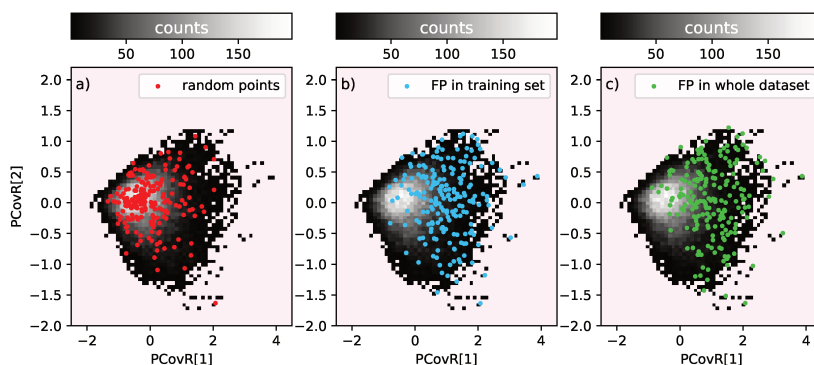 counts counts counts
50 100 150 50 100 150 50 100 150
a) random points b) FP in training set c) FP in whole dataset
2.0 2.0 2.0
1.5 1.5 1.5
1.0 1.0 1.0
0.5 0.5 0.5
0.0 0.0 0.0
−0.5 −0.5 −0.5
−1.0 −1.0 −1.0
−1.5 −1.5 −1.5
−2.0 −2.0 −2.0
PCovR[2]
−2 0 2 4 −2 0 2 4 −2 0 2 4
PCovR[1] PCovR[1] PCovR[1]